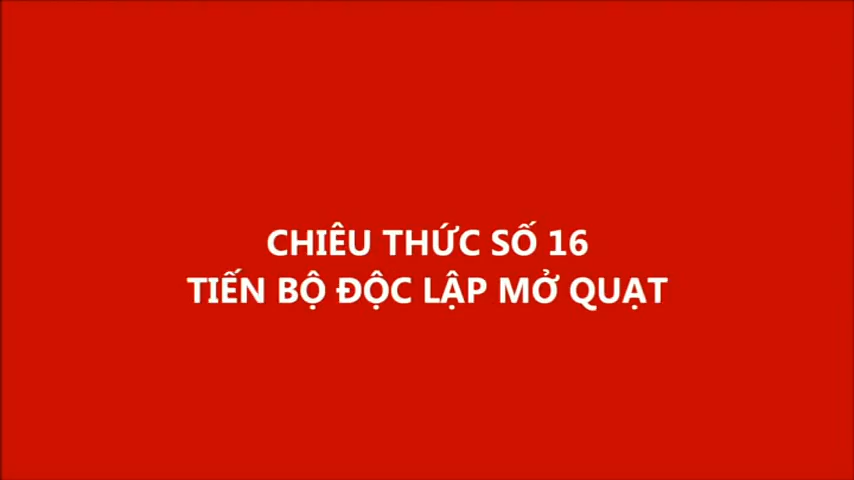 CHIÊU THỨC SỐ 16
TIẾN BỘ ĐỘC LẬP MỞ QUẠT